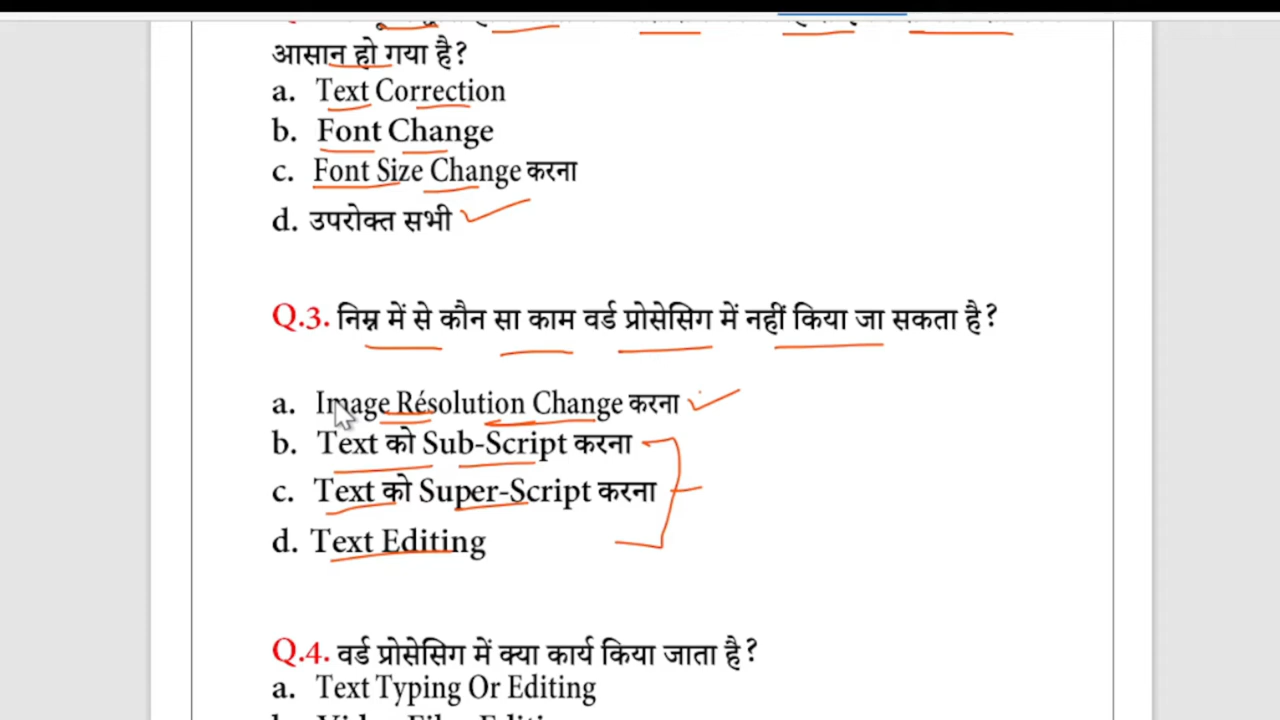 आसान हो गया है?
a. Text Correction
b. Font Change
c. Font Size Change करना
d. उपरोक्त सभी
Q.3. निम्न में से कौन सा काम वर्ड प्रोसेसिग में नहीं किया जा सकता है?
a. Image Résolution Change करना
b. Text को Sub-Script करना
c. Text को Super-Script करना
d. Text Editing
Q.4. वर्ड प्रोसेसिग में क्या कार्य किया जाता है?
a. Text Typing Or Editing